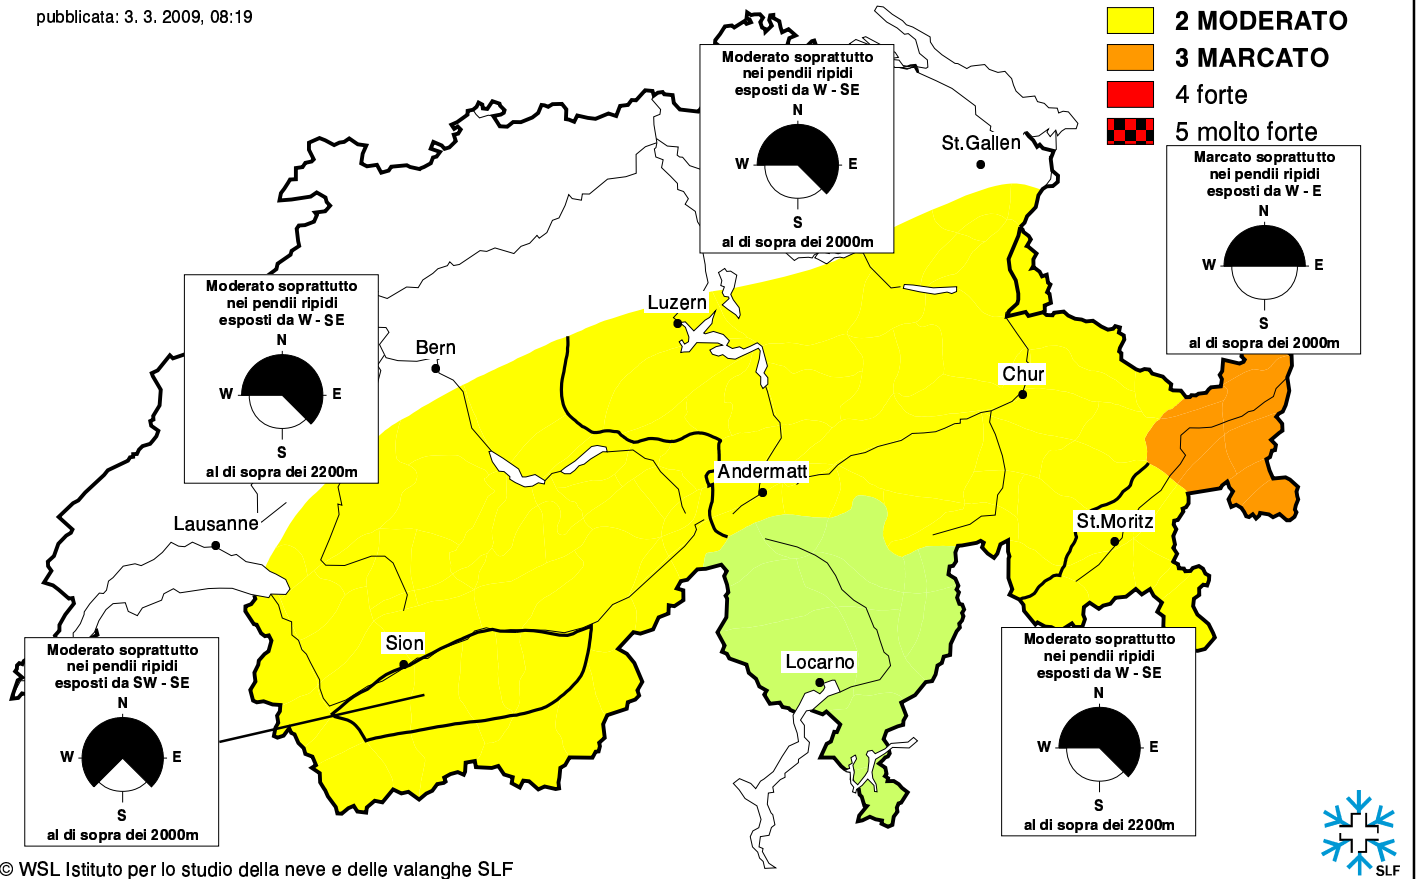 pubblicata: 3. 3. 2009, 08:19
2 MODERATO
3 MARCATO
4 forte
5 molto forte
Moderato soprattutto
nei pendii ripidi
esposti da W - SE
N
W E
S
al di sopra dei 2000m
St.Gallen
Marcato soprattutto
nei pendii ripidi
esposti da W - E
N
W E
S
al di sopra dei 2000m
Moderato soprattutto
nei pendii ripidi
esposti da W - SE
N
W E
S
al di sopra dei 2200m
Luzern
Bern
Chur
Andermatt
Lausanne
St.Moritz
Sion
Locarno
Moderato soprattutto
nei pendii ripidi
esposti da SW - SE
N
W E
S
al di sopra dei 2000m
Moderato soprattutto
nei pendii ripidi
esposti da W - SE
N
W E
S
al di sopra dei 2200m
© WSL Istituto per lo studio della neve e delle valanghe SLF
SLF